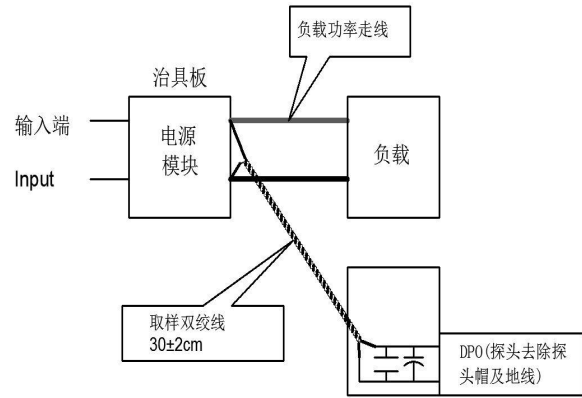 负载功率走线
治具板
输入端
Input
电源
模块
负载
取样双绞线
30±2cm
DPO(探头去除探
头帽及地线)